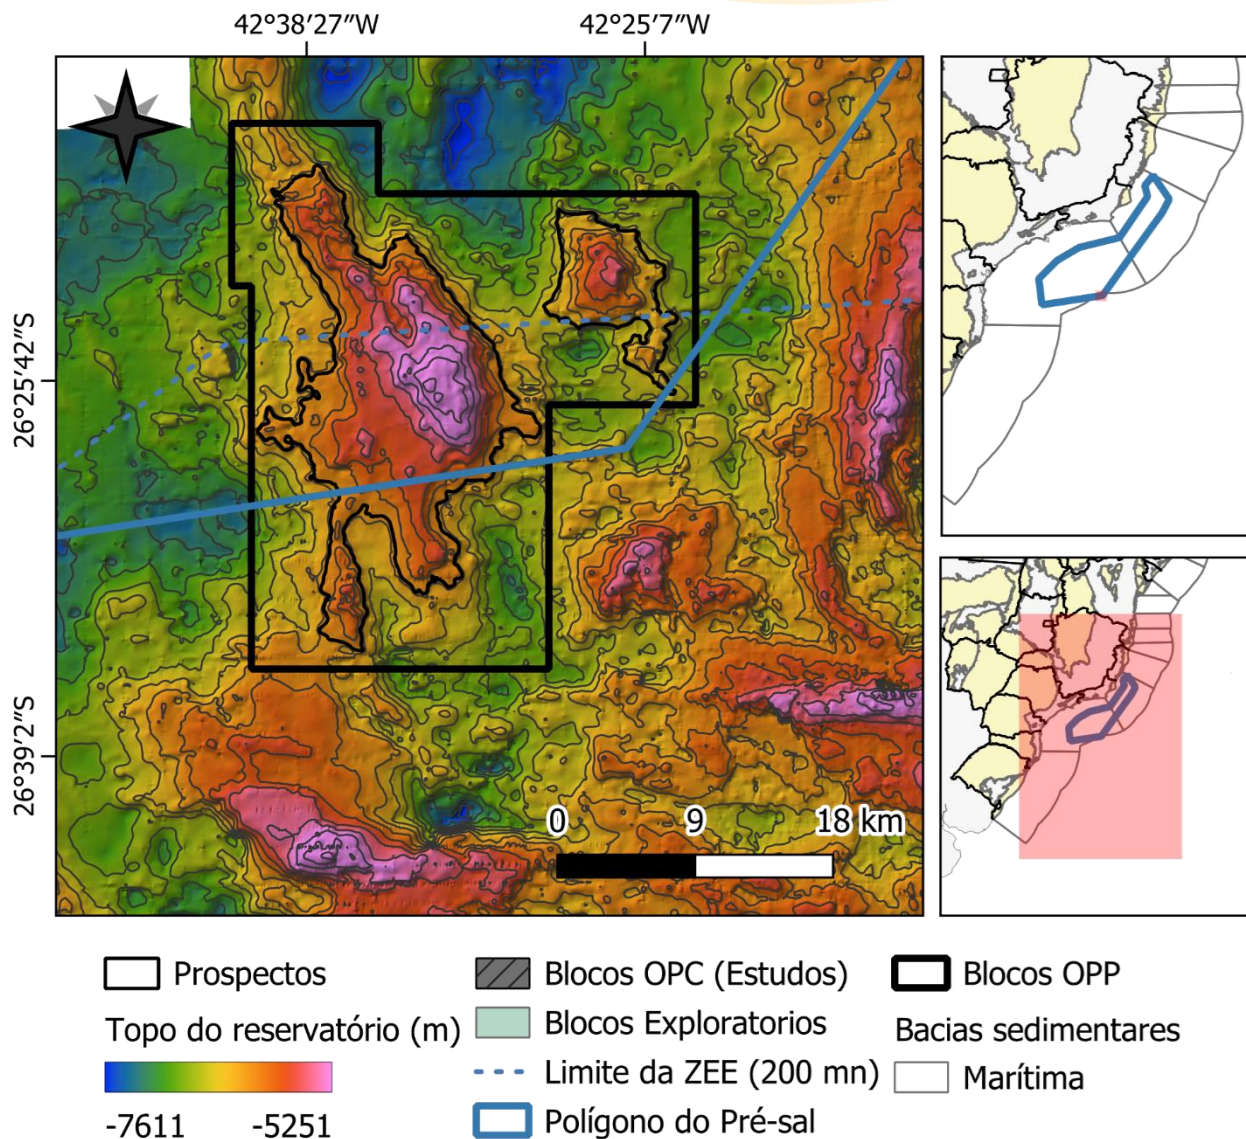 42°38'27"W
42°25'7"W
26°25'42"S
26°39'2"S
0 9 18 km
Prospectos
Blocos OPC (Estudos)
Blocos OPP
Topo do reservatório (m)
Blocos Exploratorios
Bacias sedimentares
Limite da ZEE (200 mn)
Marítima
-7611 -5251
Polígono do Pré-sal